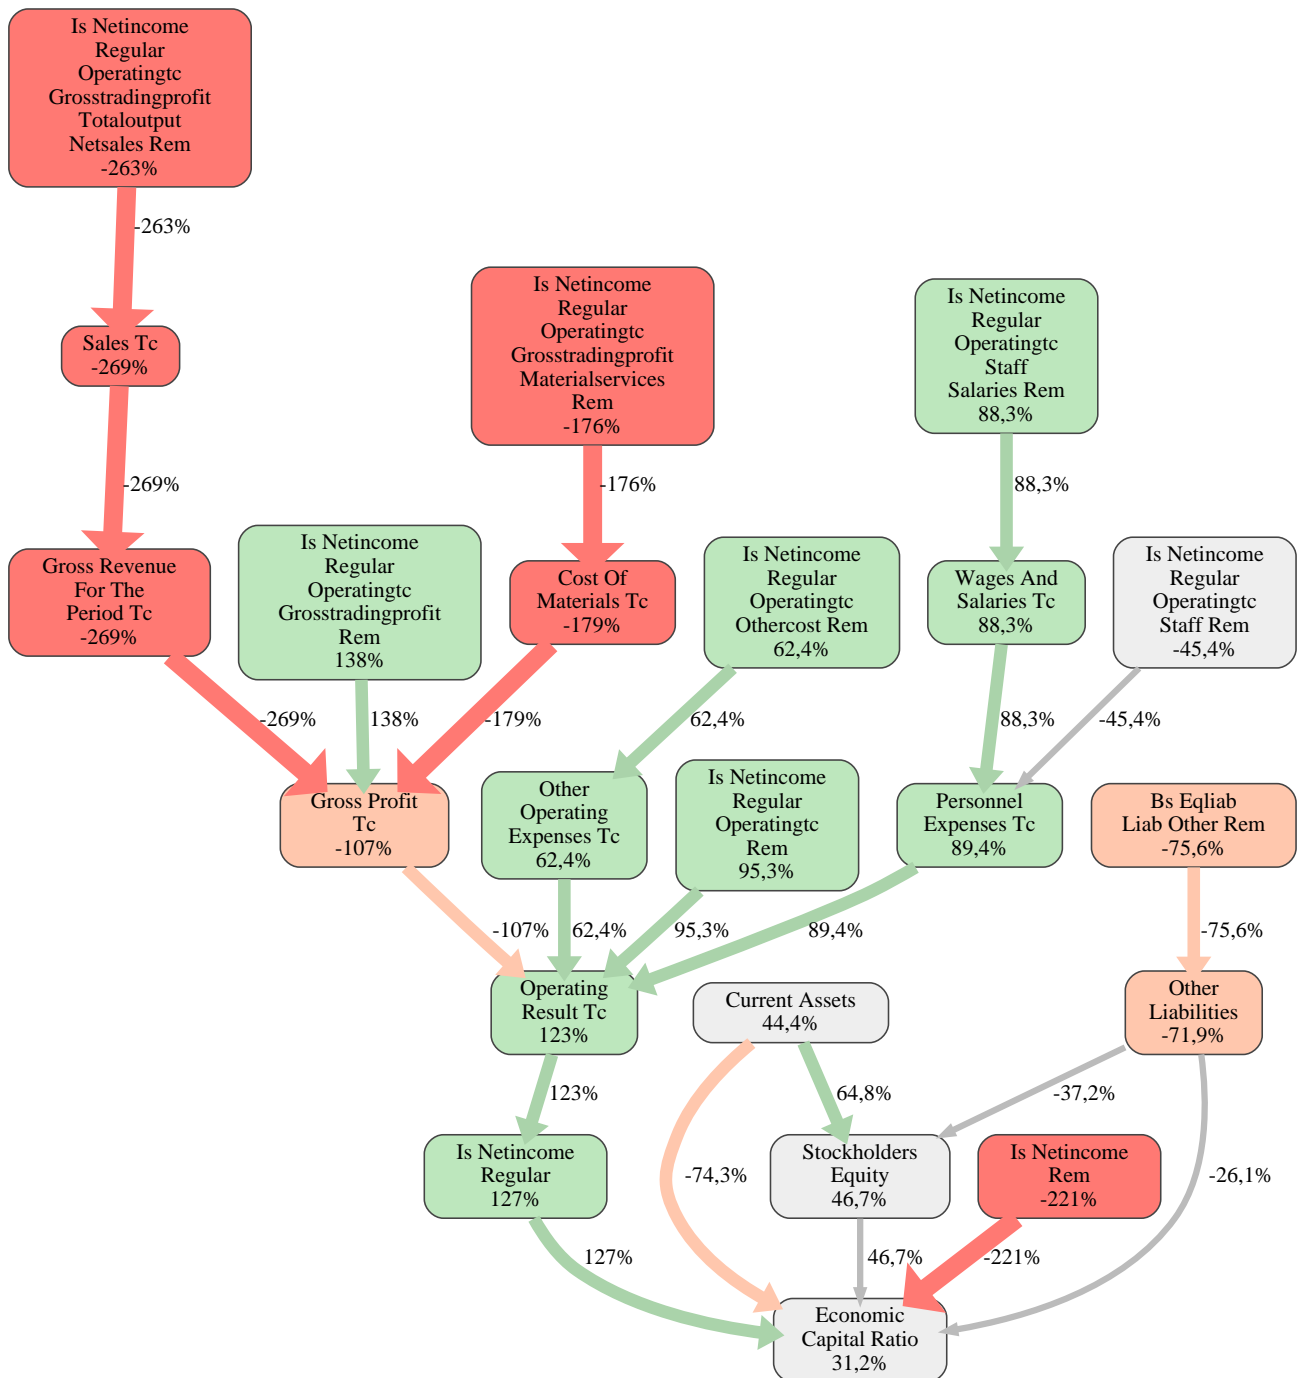 Is Netincome
Regular
Operatingtc
Grosstradingprofit
Totaloutput
Netsales Rem
-263%
-263%
Is Netincome
Regular
Operatingtc
Grosstradingprofit
Materialservices
Rem
-176%
Is Netincome
Regular
Operatingtc
Staff
Salaries Rem
88,3%
Sales Tc
-269%
-269%
-176%
88,3%
Gross Revenue
For The
Period Tc
-269%
Is Netincome
Regular
Operatingtc
Grosstradingprofit
Rem
138%
Cost Of
Materials Tc
-179%
Is Netincome
Regular
Operatingtc
Othercost Rem
62,4%
Wages And
Salaries Tc
88,3%
Is Netincome
Regular
Operatingtc
Staff Rem
-45,4%
-269%
138%
-179%
62,4%
88,3%
-45,4%
Gross Profit
Tc
-107%
Other
Operating
Expenses Tc
62,4%
Is Netincome
Regular
Operatingtc
Rem
95,3%
Personnel
Expenses Tc
89,4%
Bs Eqliab
Liab Other Rem
-75,6%
-107%
62,4%
95,3%
89,4%
-75,6%
Operating
Result Tc
123%
Current Assets
44,4%
Other
Liabilities
-71,9%
123%
64,8%
-37,2%
Is Netincome
Regular
127%
-74,3%
Stockholders
Equity
46,7%
Is Netincome
Rem
-221%
-26,1%
127%
46,7%
-221%
Economic
Capital Ratio
31,2%